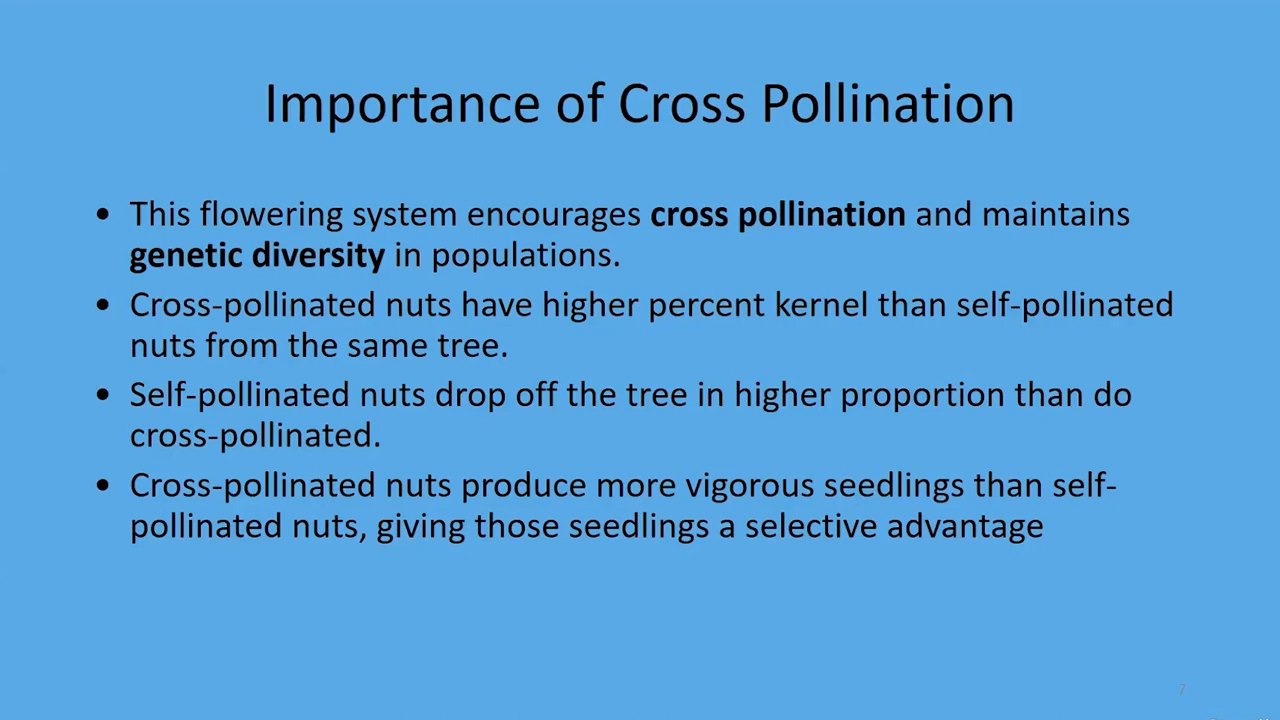 Importance of Cross Pollination
• This flowering system encourages cross pollination and maintains
genetic diversity in populations.
• Cross-pollinated nuts have higher percent kernel than self-pollinated
nuts from the same tree.
• Self-pollinated nuts drop off the tree in higher proportion than do
cross-pollinated.
• Cross-pollinated nuts produce more vigorous seedlings than self-
pollinated nuts, giving those seedlings a selective advantage
7